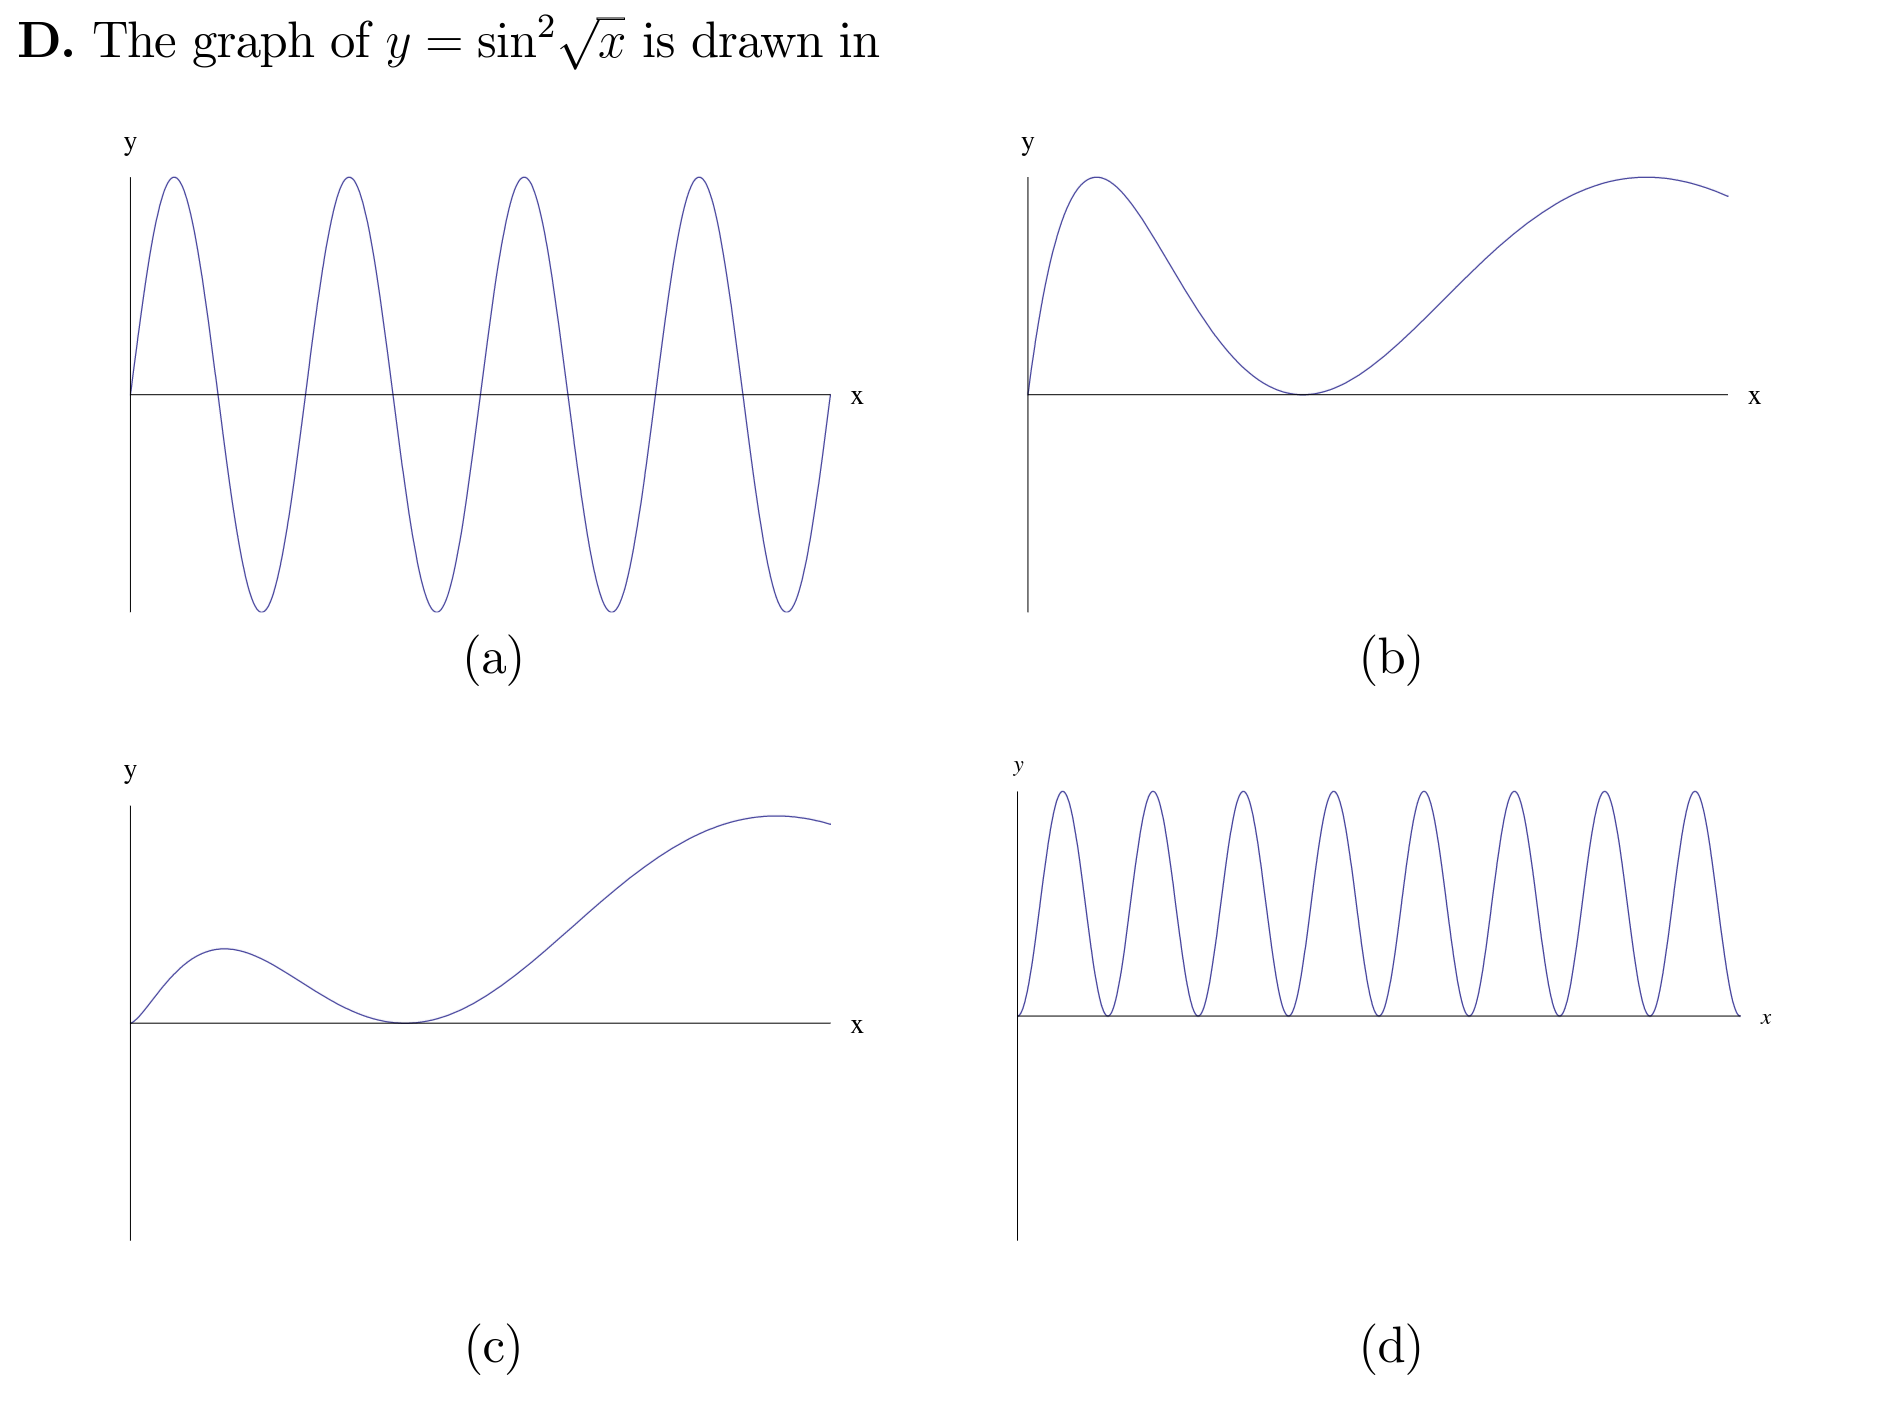 D. The graph of y = sin²√x is drawn in
y
y
x
x
(a)
(b)
y
y
x
x
(c)
(d)